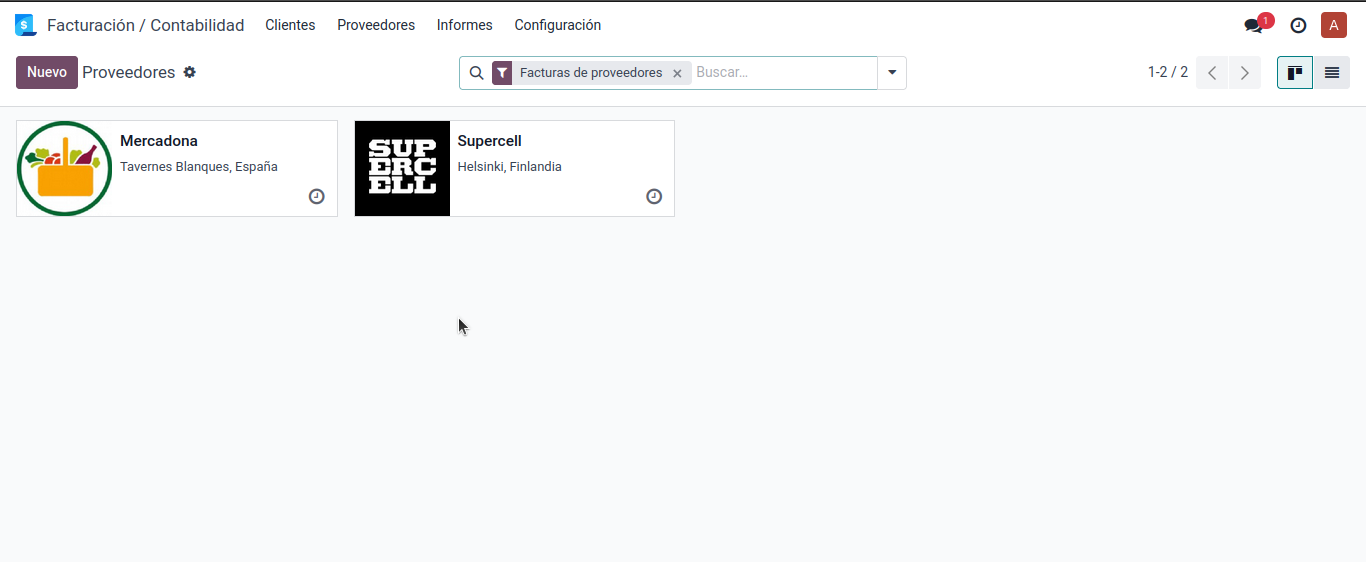 S Facturación / Contabilidad Clientes Proveedores Informes Configuración 1 A
Nuevo Proveedores Facturas de proveedores Buscar... 1-2 / 2
Mercadona
Tavernes Blanques, España
SUP
ERC
ELL
Supercell
Helsinki, Finlandia